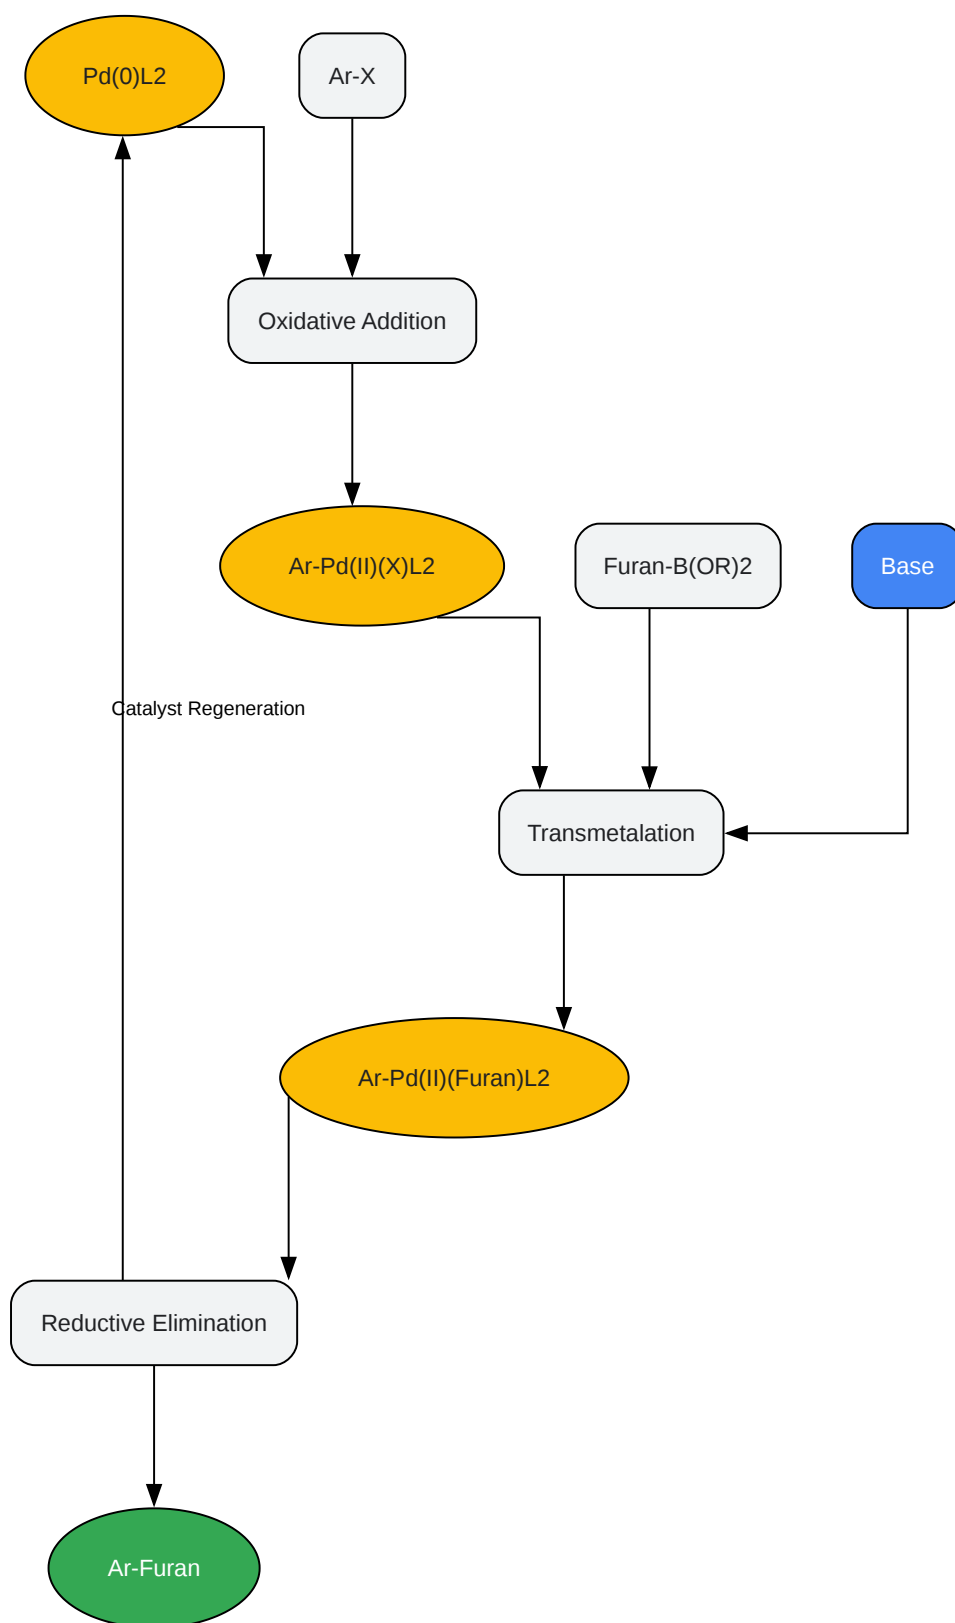 Pd(0)L2
Ar-X
Oxidative Addition
Ar-Pd(II)(X)L2
Furan-B(OR)2
Base
Catalyst Regeneration
Transmetalation
Ar-Pd(II)(Furan)L2
Reductive Elimination
Ar-Furan